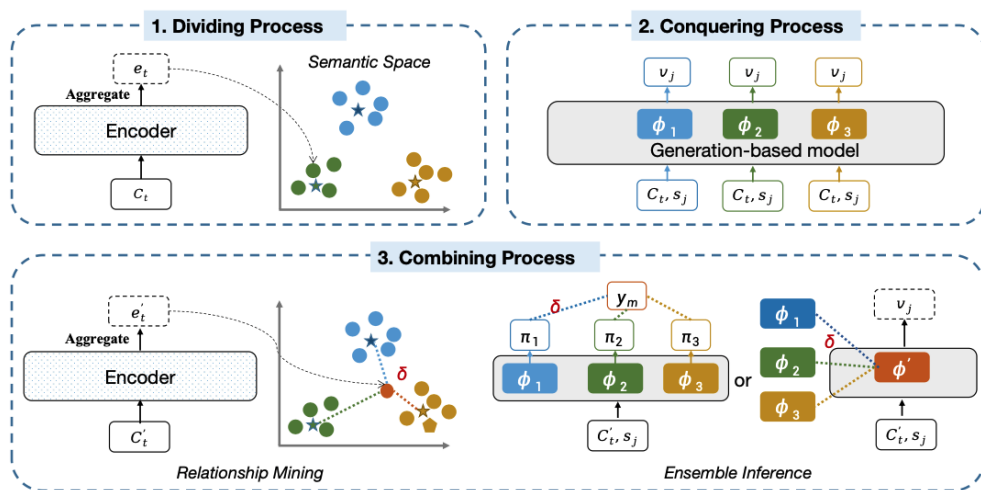 1. Dividing Process
e_t
Aggregate
Encoder
C_t
Semantic Space
2. Conquering Process
v_j v_j v_j
ϕ_1 ϕ_2 ϕ_3
Generation-based model
C_t, s_j C_t, s_j C_t, s_j
3. Combining Process
e'_t
Aggregate
Encoder
C'_t
δ
Relationship Mining
y_m
δ
π_1 π_2 π_3
ϕ_1 ϕ_2 ϕ_3
C'_t, s_j
or
ϕ_1
ϕ_2
ϕ_3
δ
v_j
ϕ'
C'_t, s_j
Ensemble Inference